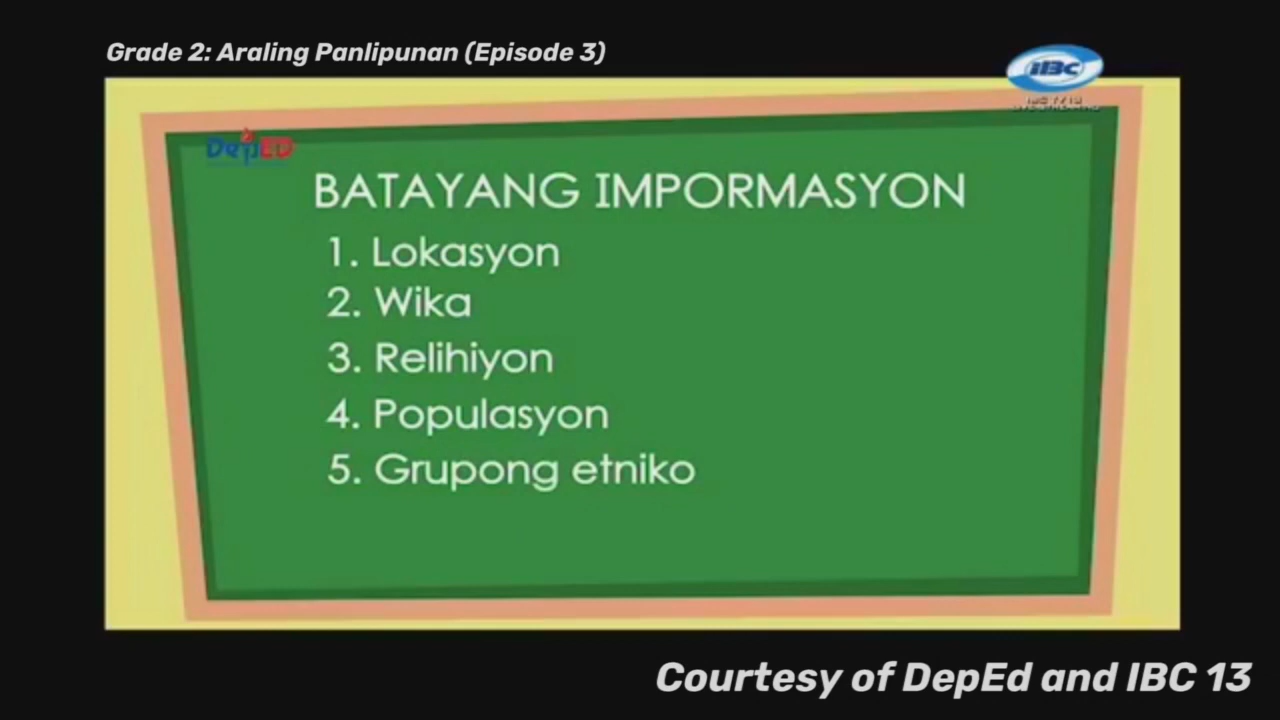 Grade 2: Araling Panlipunan (Episode 3)
iBC
DepED
BATAYANG IMPORMASYON
1. Lokasyon
2. Wika
3. Relihiyon
4. Populasyon
5. Grupong etniko
Courtesy of DepEd and IBC 13